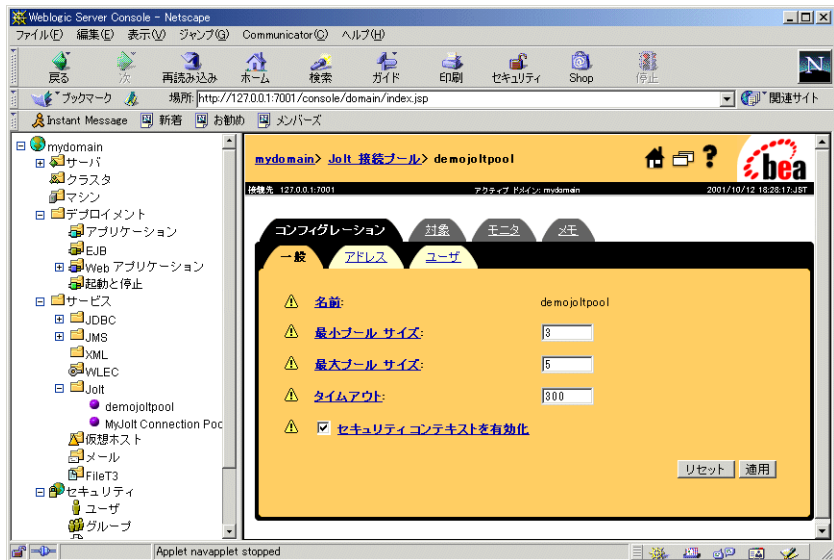 Weblogic Server Console - Netscape
ファイル(F) 編集(E) 表示(V) ジャンプ(G) Communicator(C) ヘルプ(H)
戻る 次 再読み込み ホーム 検索 ガイド 印刷 セキュリティ Shop 停止
N
ブックマーク 場所: http://127.0.0.1:7001/console/domain/index.jsp 関連サイト
Instant Message 新着 お勧め メンバーズ
mydomain
サーバ
クラスタ
マシン
デプロイメント
アプリケーション
EJB
Web アプリケーション
起動と停止
サービス
JDBC
JMS
XML
WLEC
Jolt
demojoltpool
MyJolt Connection Poo
仮想ホスト
メール
FileT3
セキュリティ
ユーザ
グループ
mydomain> Jolt 接続プール> demojoltpool
?
bea
接続先 127.0.0.1:7001 アクティブ ドメイン: mydomain 2001/10/12 18:28:17:JST
コンフィグレーション 対象 モニタ メモ
一般 アドレス ユーザ
名前: demojoltpool
最小プール サイズ: 3
最大プール サイズ: 5
タイムアウト: 300
セキュリティ コンテキストを有効化
リセット 適用
Applet navapplet stopped